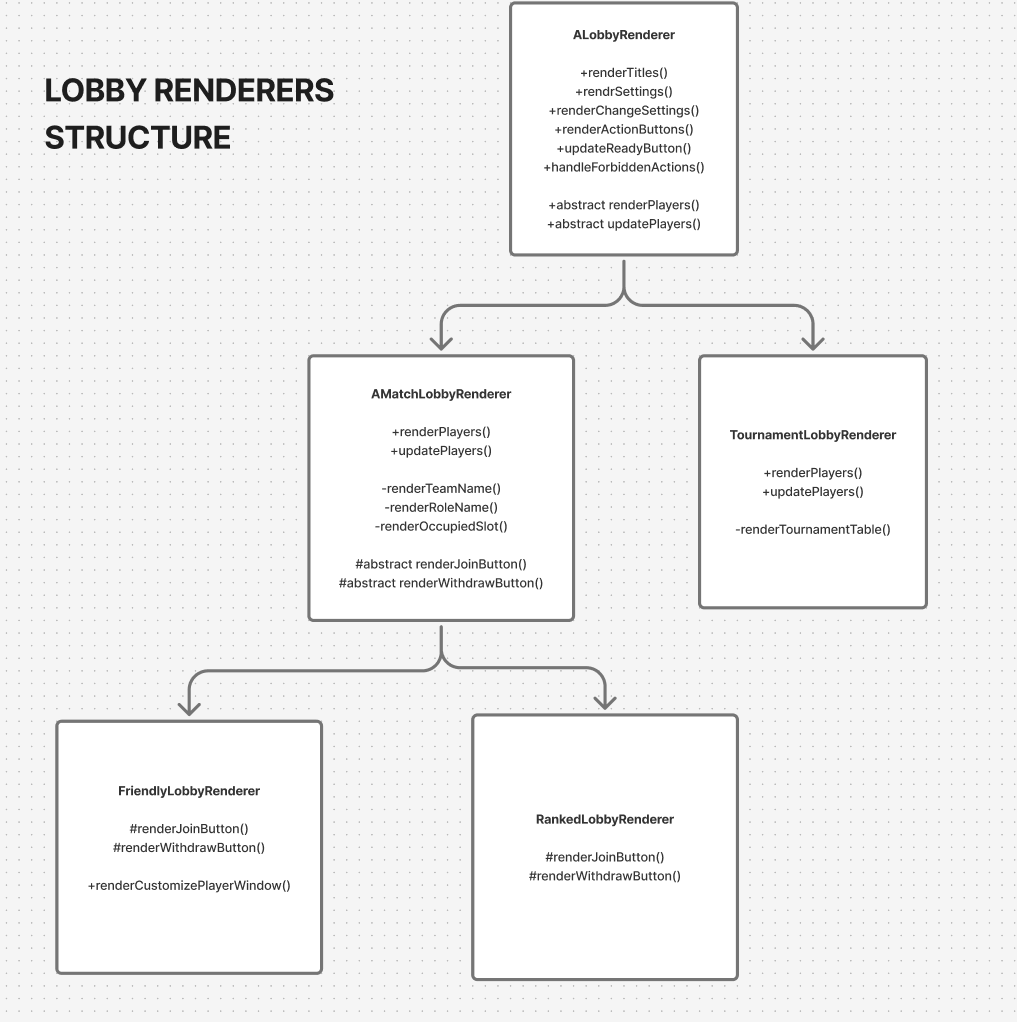 LOBBY RENDERERS
STRUCTURE
ALobbyRenderer
+renderTitles()
+rendrSettings()
+renderChangeSettings()
+renderActionButtons()
+updateReadyButton()
+handleForbiddenActions()
+abstract renderPlayers()
+abstract updatePlayers()
AMatchLobbyRenderer
+renderPlayers()
+updatePlayers()
-renderTeamName()
-renderRoleName()
-renderOccupiedSlot()
#abstract renderJoinButton()
#abstract renderWithdrawButton()
TournamentLobbyRenderer
+renderPlayers()
+updatePlayers()
-renderTournamentTable()
FriendlyLobbyRenderer
#renderJoinButton()
#renderWithdrawButton()
+renderCustomizePlayerWindow()
RankedLobbyRenderer
#renderJoinButton()
#renderWithdrawButton()